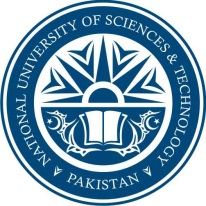 NATIONAL UNIVERSITY OF SCIENCES & TECHNOLOGY
PAKISTAN